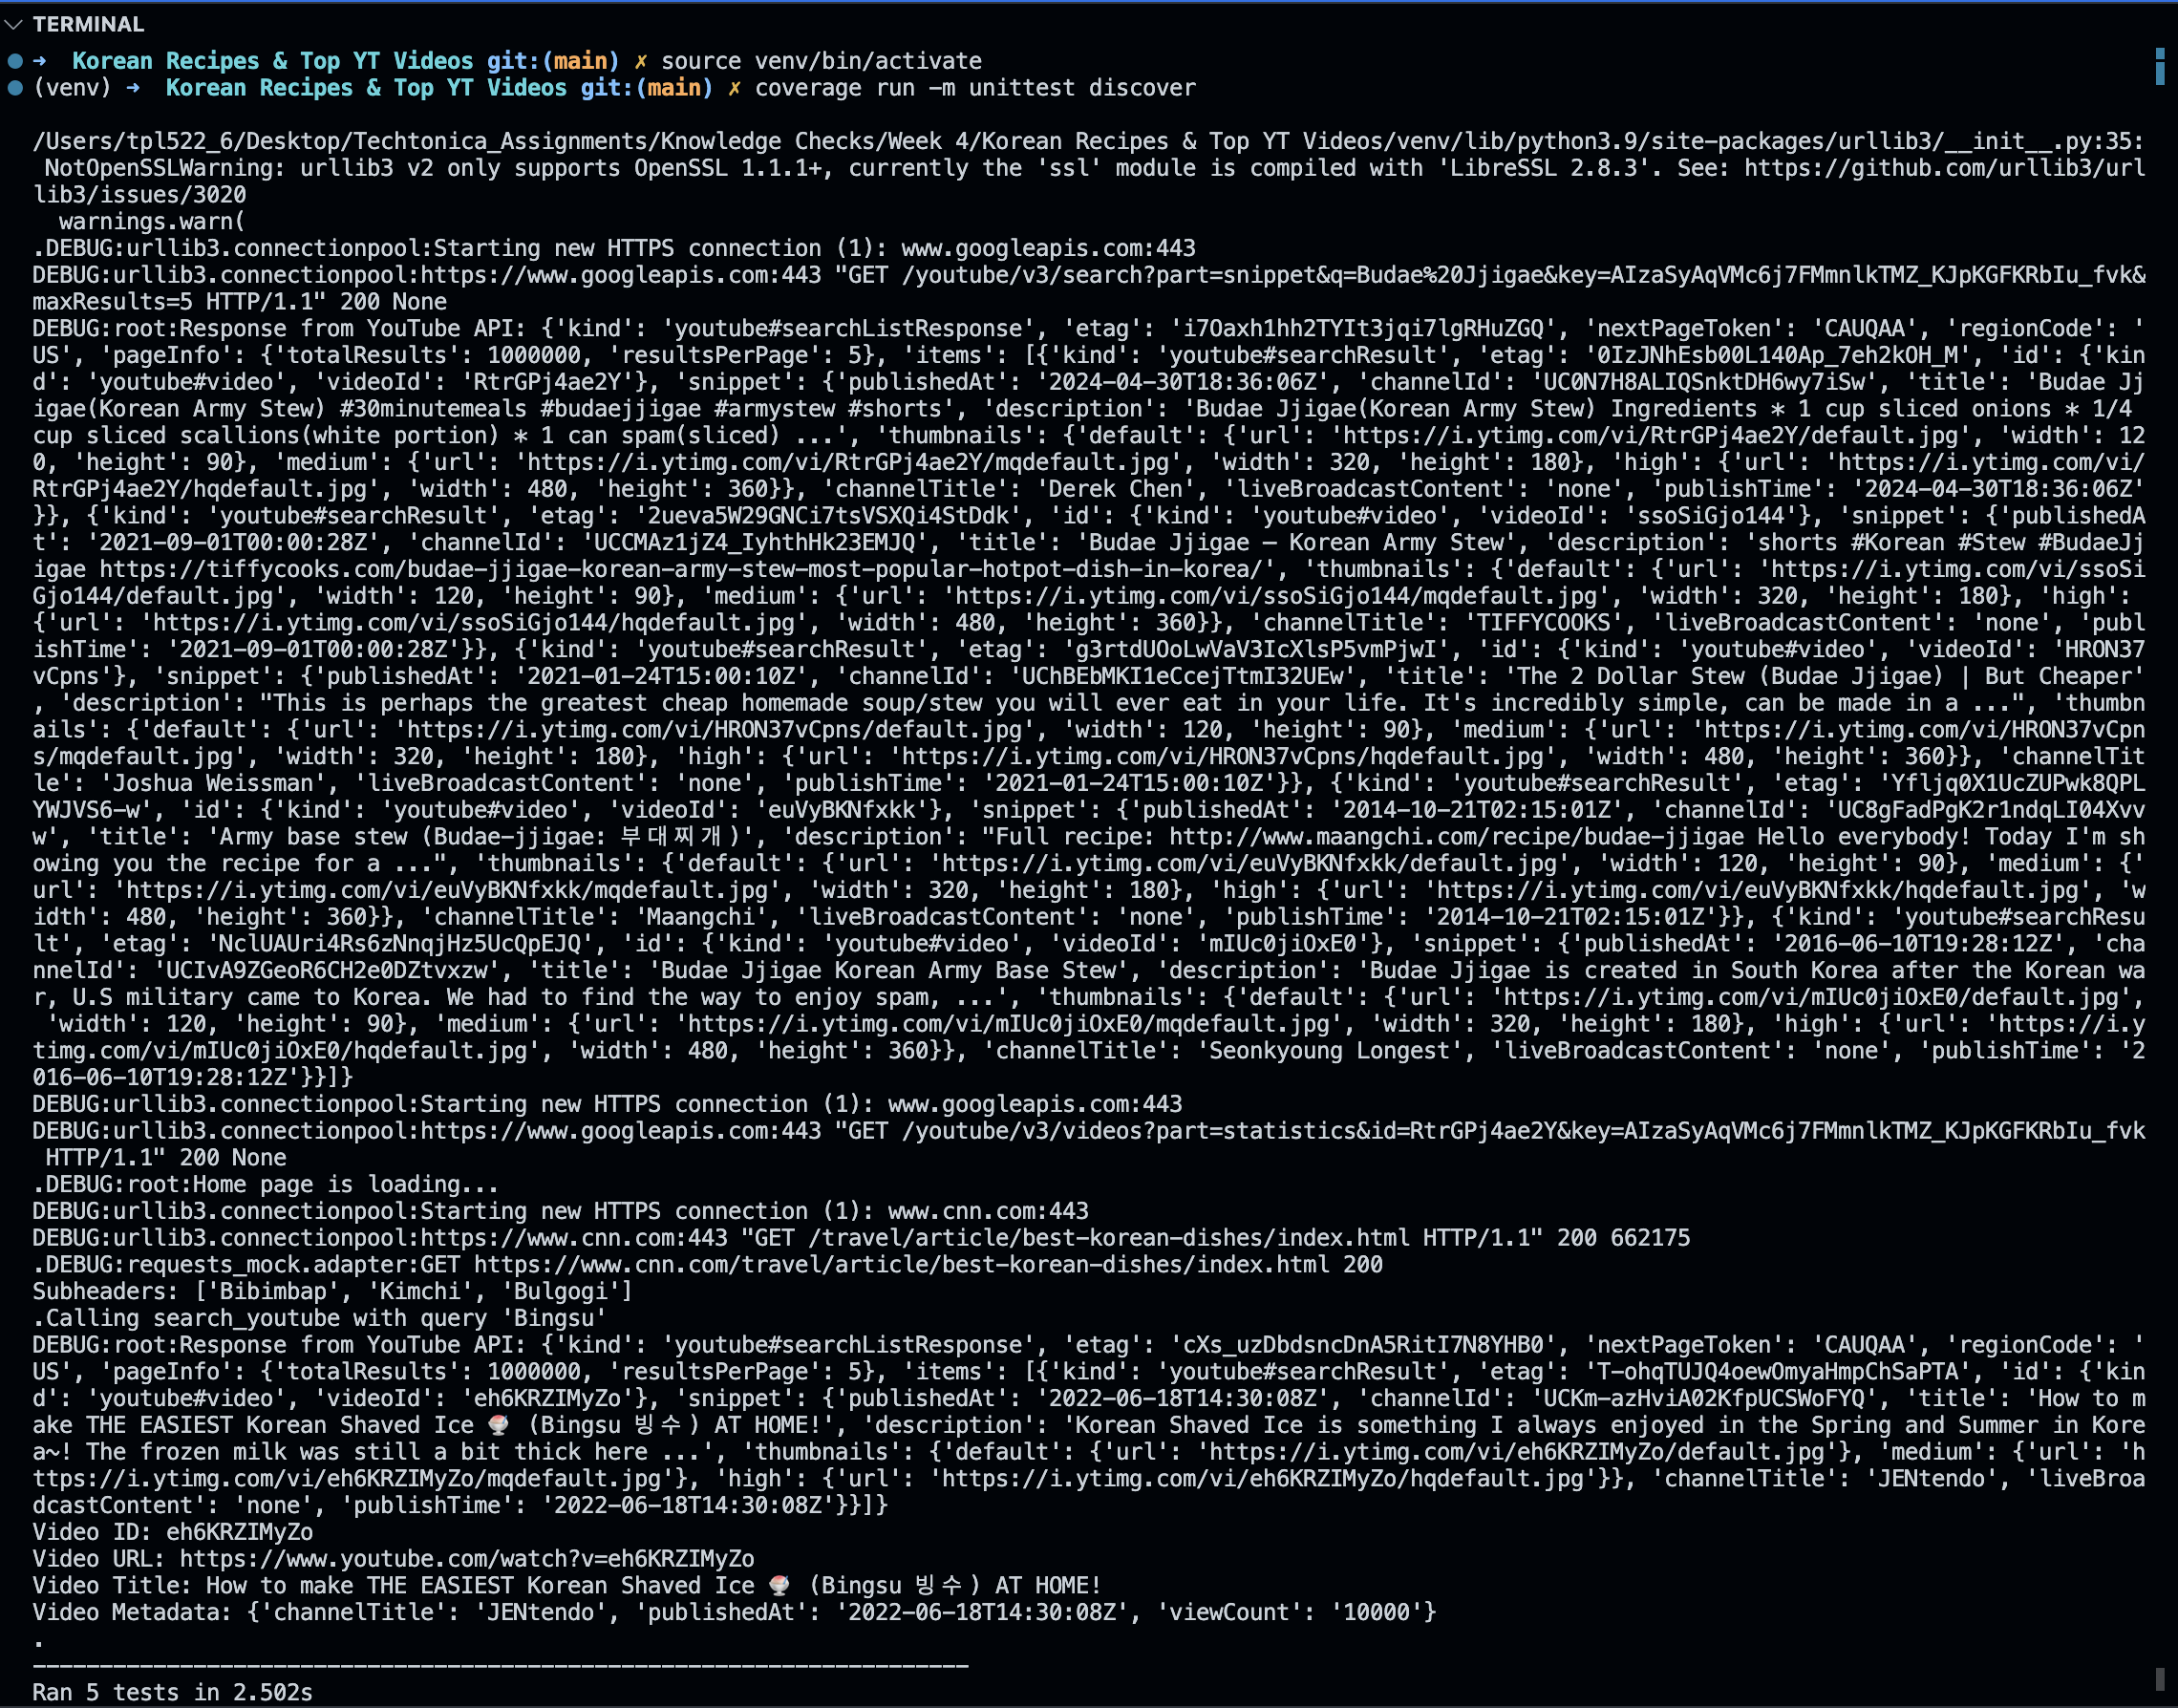 TERMINAL
➜ Korean Recipes & Top YT Videos git:(main) ✗ source venv/bin/activate
(venv) ➜ Korean Recipes & Top YT Videos git:(main) ✗ coverage run -m unittest discover
/Users/tpl522_6/Desktop/Techtonica_Assignments/Knowledge Checks/Week 4/Korean Recipes & Top YT Videos/venv/lib/python3.9/site-packages/urllib3/__init__.py:35:
NotOpenSSLWarning: urllib3 v2 only supports OpenSSL 1.1.1+, currently the 'ssl' module is compiled with 'LibreSSL 2.8.3'. See: https://github.com/urllib3/url
lib3/issues/3020
warnings.warn(
.DEBUG:urllib3.connectionpool:Starting new HTTPS connection (1): www.googleapis.com:443
DEBUG:urllib3.connectionpool:https://www.googleapis.com:443 "GET /youtube/v3/search?part=snippet&q=Budae%20Jjigae&key=AIzaSyAqVMc6j7FMmnlkTMZ_KJpKGFKRbIu_fvk&
maxResults=5 HTTP/1.1" 200 None
DEBUG:root:Response from YouTube API: {'kind': 'youtube#searchListResponse', 'etag': 'i7Oaxh1hh2TYIt3jqi7lgRHuZGQ', 'nextPageToken': 'CAUQAA', 'regionCode': '
US', 'pageInfo': {'totalResults': 1000000, 'resultsPerPage': 5}, 'items': [{'kind': 'youtube#searchResult', 'etag': '0IzJNhEsb00L140Ap_7eh2kOH_M', 'id': {'kin
d': 'youtube#video', 'videoId': 'RtrGPj4ae2Y'}, 'snippet': {'publishedAt': '2024-04-30T18:36:06Z', 'channelId': 'UC0N7H8ALIQSnktDH6wy7iSw', 'title': 'Budae Jj
igae(Korean Army Stew) #30minutemeals #budaejjigae #armystew #shorts', 'description': 'Budae Jjigae(Korean Army Stew) Ingredients * 1 cup sliced onions * 1/4
cup sliced scallions(white portion) * 1 can spam(sliced) ...', 'thumbnails': {'default': {'url': 'https://i.ytimg.com/vi/RtrGPj4ae2Y/default.jpg', 'width': 12
0, 'height': 90}, 'medium': {'url': 'https://i.ytimg.com/vi/RtrGPj4ae2Y/mqdefault.jpg', 'width': 320, 'height': 180}, 'high': {'url': 'https://i.ytimg.com/vi/
RtrGPj4ae2Y/hqdefault.jpg', 'width': 480, 'height': 360}}, 'channelTitle': 'Derek Chen', 'liveBroadcastContent': 'none', 'publishTime': '2024-04-30T18:36:06Z'
}}, {'kind': 'youtube#searchResult', 'etag': '2ueva5W29GNCi7tsVSXQi4StDdk', 'id': {'kind': 'youtube#video', 'videoId': 'ssoSiGjo144'}, 'snippet': {'publishedA
t': '2021-09-01T00:00:28Z', 'channelId': 'UCCMAz1jZ4_IyhthHk23EMJQ', 'title': 'Budae Jjigae – Korean Army Stew', 'description': 'shorts #Korean #Stew #BudaeJj
igae https://tiffycooks.com/budae-jjigae-korean-army-stew-most-popular-hotpot-dish-in-korea/', 'thumbnails': {'default': {'url': 'https://i.ytimg.com/vi/ssoSi
Gjo144/default.jpg', 'width': 120, 'height': 90}, 'medium': {'url': 'https://i.ytimg.com/vi/ssoSiGjo144/mqdefault.jpg', 'width': 320, 'height': 180}, 'high':
{'url': 'https://i.ytimg.com/vi/ssoSiGjo144/hqdefault.jpg', 'width': 480, 'height': 360}}, 'channelTitle': 'TIFFYCOOKS', 'liveBroadcastContent': 'none', 'publ
ishTime': '2021-09-01T00:00:28Z'}}, {'kind': 'youtube#searchResult', 'etag': 'g3rtdUOoLwVaV3IcXlsP5vmPjwI', 'id': {'kind': 'youtube#video', 'videoId': 'HRON37
vCpns'}, 'snippet': {'publishedAt': '2021-01-24T15:00:10Z', 'channelId': 'UChBEbMKI1eCcejTtmI32UEw', 'title': 'The 2 Dollar Stew (Budae Jjigae) | But Cheaper'
, 'description': "This is perhaps the greatest cheap homemade soup/stew you will ever eat in your life. It's incredibly simple, can be made in a ...", 'thumbn
ails': {'default': {'url': 'https://i.ytimg.com/vi/HRON37vCpns/default.jpg', 'width': 120, 'height': 90}, 'medium': {'url': 'https://i.ytimg.com/vi/HRON37vCpn
s/mqdefault.jpg', 'width': 320, 'height': 180}, 'high': {'url': 'https://i.ytimg.com/vi/HRON37vCpns/hqdefault.jpg', 'width': 480, 'height': 360}}, 'channelTit
le': 'Joshua Weissman', 'liveBroadcastContent': 'none', 'publishTime': '2021-01-24T15:00:10Z'}}, {'kind': 'youtube#searchResult', 'etag': 'Yfljq0X1UcZUPwk8QPL
YWJVS6-w', 'id': {'kind': 'youtube#video', 'videoId': 'euVyBKNfxkk'}, 'snippet': {'publishedAt': '2014-10-21T02:15:01Z', 'channelId': 'UC8gFadPgK2r1ndqLI04Xvv
w', 'title': 'Army base stew (Budae-jjigae: 부대찌개)', 'description': "Full recipe: http://www.maangchi.com/recipe/budae-jjigae Hello everybody! Today I'm sh
owing you the recipe for a ...", 'thumbnails': {'default': {'url': 'https://i.ytimg.com/vi/euVyBKNfxkk/default.jpg', 'width': 120, 'height': 90}, 'medium': {'
url': 'https://i.ytimg.com/vi/euVyBKNfxkk/mqdefault.jpg', 'width': 320, 'height': 180}, 'high': {'url': 'https://i.ytimg.com/vi/euVyBKNfxkk/hqdefault.jpg', 'w
idth': 480, 'height': 360}}, 'channelTitle': 'Maangchi', 'liveBroadcastContent': 'none', 'publishTime': '2014-10-21T02:15:01Z'}}, {'kind': 'youtube#searchResu
lt', 'etag': 'NclUAUri4Rs6zNnqjHz5UcQpEJQ', 'id': {'kind': 'youtube#video', 'videoId': 'mIUc0jiOxE0'}, 'snippet': {'publishedAt': '2016-06-10T19:28:12Z', 'cha
nnelId': 'UCIvA9ZGeoR6CH2e0DZtvxzw', 'title': 'Budae Jjigae Korean Army Base Stew', 'description': 'Budae Jjigae is created in South Korea after the Korean wa
r, U.S military came to Korea. We had to find the way to enjoy spam, ...', 'thumbnails': {'default': {'url': 'https://i.ytimg.com/vi/mIUc0jiOxE0/default.jpg',
'width': 120, 'height': 90}, 'medium': {'url': 'https://i.ytimg.com/vi/mIUc0jiOxE0/mqdefault.jpg', 'width': 320, 'height': 180}, 'high': {'url': 'https://i.y
timg.com/vi/mIUc0jiOxE0/hqdefault.jpg', 'width': 480, 'height': 360}}, 'channelTitle': 'Seonkyoung Longest', 'liveBroadcastContent': 'none', 'publishTime': '2
016-06-10T19:28:12Z'}}]}
DEBUG:urllib3.connectionpool:Starting new HTTPS connection (1): www.googleapis.com:443
DEBUG:urllib3.connectionpool:https://www.googleapis.com:443 "GET /youtube/v3/videos?part=statistics&id=RtrGPj4ae2Y&key=AIzaSyAqVMc6j7FMmnlkTMZ_KJpKGFKRbIu_fvk
HTTP/1.1" 200 None
.DEBUG:root:Home page is loading...
DEBUG:urllib3.connectionpool:Starting new HTTPS connection (1): www.cnn.com:443
DEBUG:urllib3.connectionpool:https://www.cnn.com:443 "GET /travel/article/best-korean-dishes/index.html HTTP/1.1" 200 662175
.DEBUG:requests_mock.adapter:GET https://www.cnn.com/travel/article/best-korean-dishes/index.html 200
Subheaders: ['Bibimbap', 'Kimchi', 'Bulgogi']
.Calling search_youtube with query 'Bingsu'
DEBUG:root:Response from YouTube API: {'kind': 'youtube#searchListResponse', 'etag': 'cXs_uzDbdsncDnA5RitI7N8YHB0', 'nextPageToken': 'CAUQAA', 'regionCode': '
US', 'pageInfo': {'totalResults': 1000000, 'resultsPerPage': 5}, 'items': [{'kind': 'youtube#searchResult', 'etag': 'T-ohqTUJQ4oewOmyaHmpChSaPTA', 'id': {'kin
d': 'youtube#video', 'videoId': 'eh6KRZIMyZo'}, 'snippet': {'publishedAt': '2022-06-18T14:30:08Z', 'channelId': 'UCKm-azHviA02KfpUCSWoFYQ', 'title': 'How to m
ake THE EASIEST Korean Shaved Ice 🍧 (Bingsu 빙수) AT HOME!', 'description': 'Korean Shaved Ice is something I always enjoyed in the Spring and Summer in Kore
a~! The frozen milk was still a bit thick here ...', 'thumbnails': {'default': {'url': 'https://i.ytimg.com/vi/eh6KRZIMyZo/default.jpg'}, 'medium': {'url': 'h
ttps://i.ytimg.com/vi/eh6KRZIMyZo/mqdefault.jpg'}, 'high': {'url': 'https://i.ytimg.com/vi/eh6KRZIMyZo/hqdefault.jpg'}}, 'channelTitle': 'JENtendo', 'liveBroa
dcastContent': 'none', 'publishTime': '2022-06-18T14:30:08Z'}}]}
Video ID: eh6KRZIMyZo
Video URL: https://www.youtube.com/watch?v=eh6KRZIMyZo
Video Title: How to make THE EASIEST Korean Shaved Ice 🍧 (Bingsu 빙수) AT HOME!
Video Metadata: {'channelTitle': 'JENtendo', 'publishedAt': '2022-06-18T14:30:08Z', 'viewCount': '10000'}
.
----------------------------------------------------------------------
Ran 5 tests in 2.502s